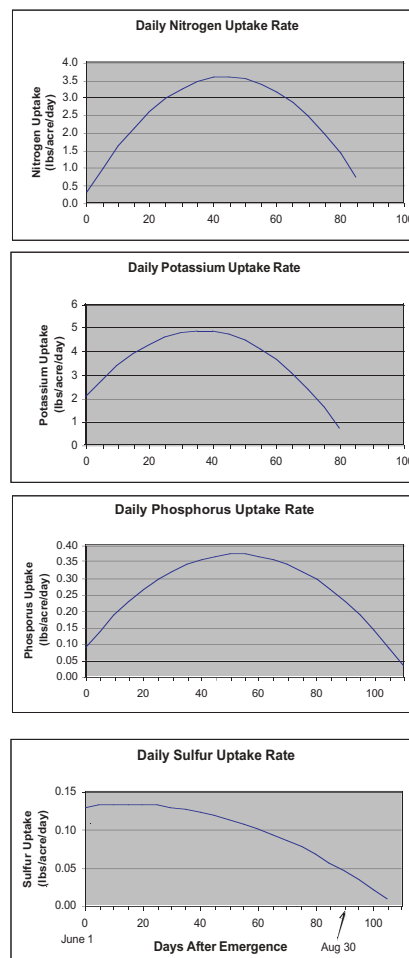 Daily Nitrogen Uptake Rate
Nitrogen Uptake
(lbs/acre/day)
4.0
3.5
3.0
2.5
2.0
1.5
1.0
0.5
0.0
0 20 40 60 80 100
Daily Potassium Uptake Rate
Potassium Uptake
(lbs/acre/day)
6
5
4
3
2
1
0
0 20 40 60 80 100
Daily Phosphorus Uptake Rate
Phosporus Uptake
(lbs/acre/day)
0.40
0.35
0.30
0.25
0.20
0.15
0.10
0.05
0.00
0 20 40 60 80 100
Daily Sulfur Uptake Rate
Sulfur Uptake
(lbs/acre/day)
0.15
0.10
0.05
0.00
0 20 40 60 80 100
June 1
Days After Emergence
Aug 30